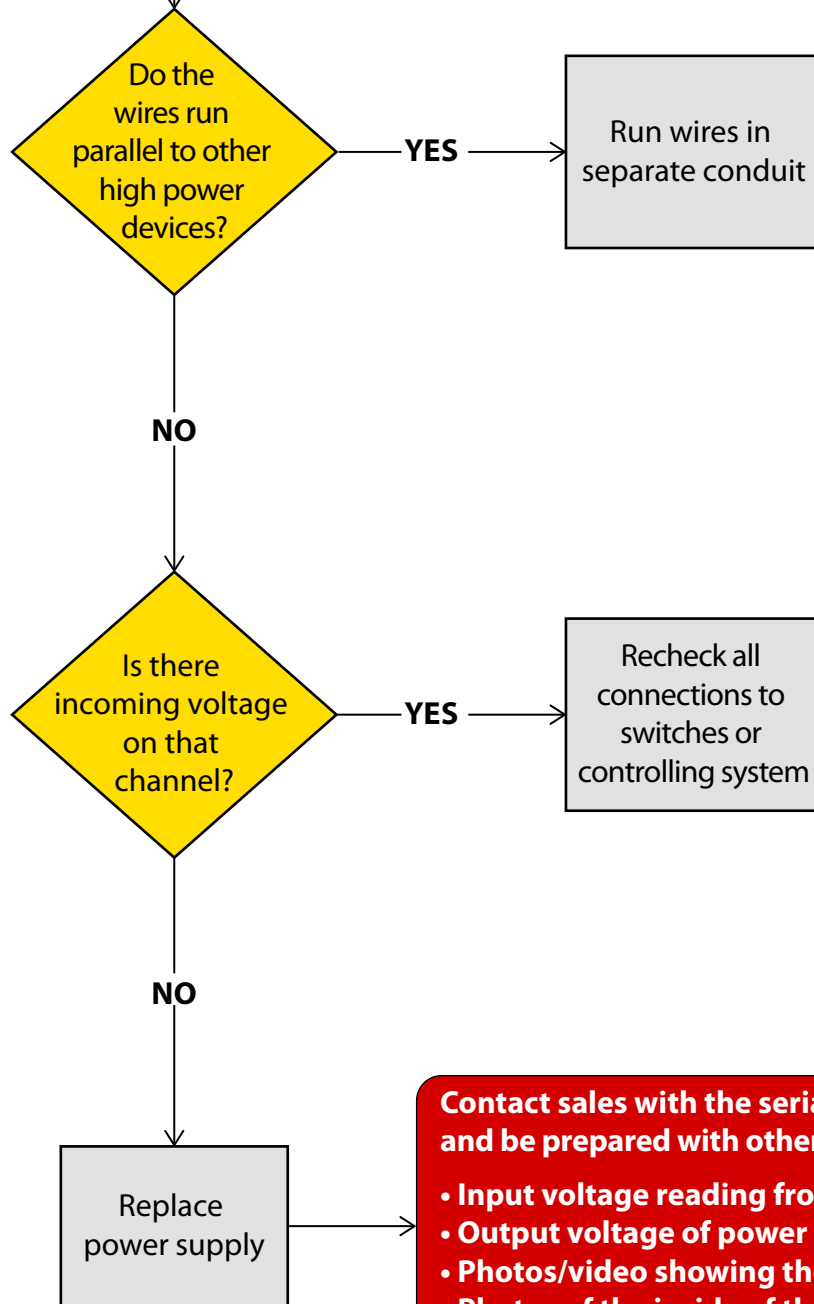 Do the
wires run
parallel to other
high power
devices?
YES
Run wires in
separate conduit
NO
Is there
incoming voltage
on that
channel?
YES
Recheck all
connections to
switches or
controlling system
NO
Replace
power supply
Contact sales with the seria
and be prepared with other
• Input voltage reading fro
• Output voltage of power
• Photos/video showing the